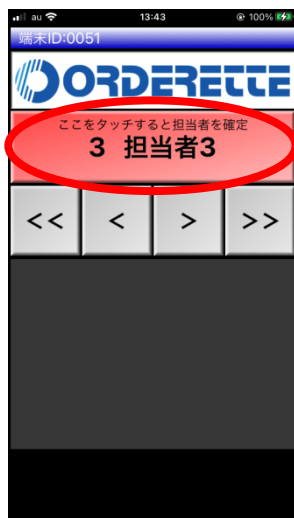 au 13:43 100%
端末ID:0051
ORDERETTE
ここをタッチすると担当者を確定
3 担当者3
<< < > >>